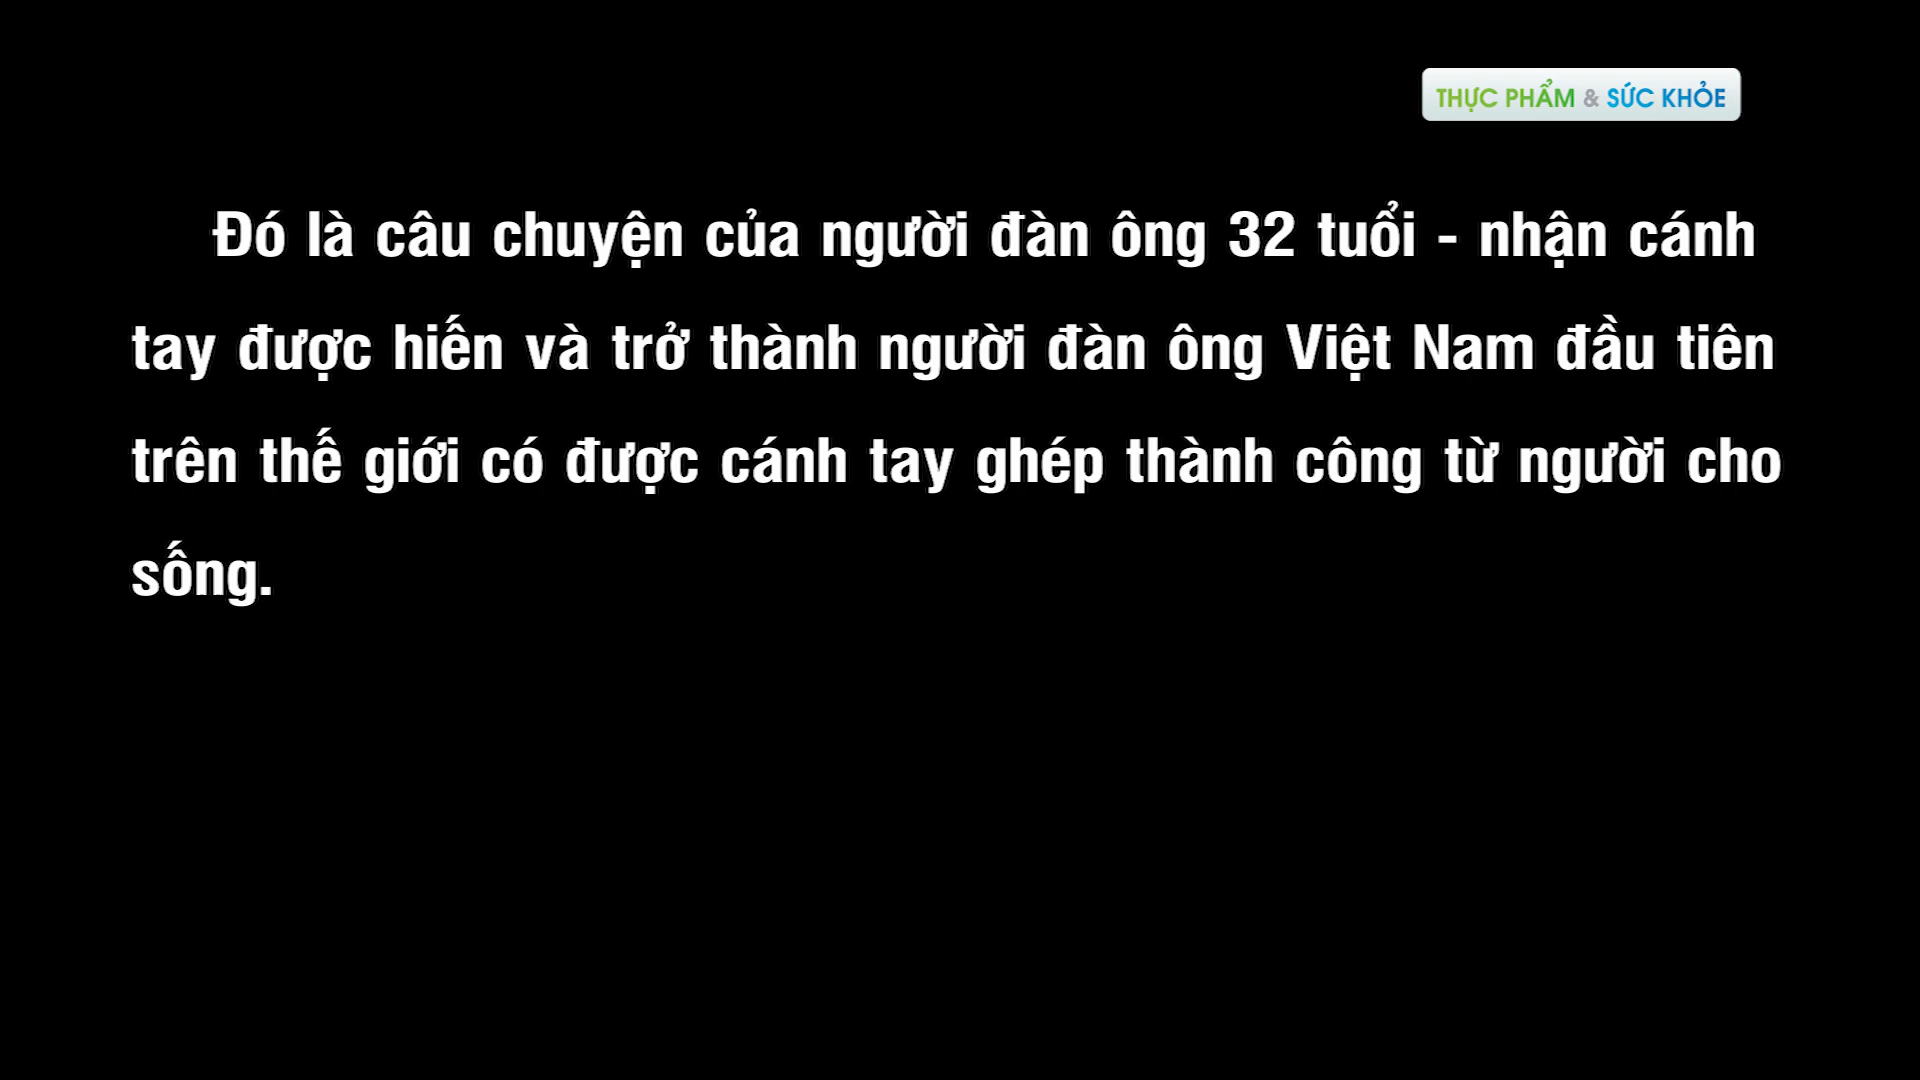 THỰC PHẨM & SỨC KHỎE
Đó là câu chuyện của người đàn ông 32 tuổi - nhận cánh
tay được hiến và trở thành người đàn ông Việt Nam đầu tiên
trên thế giới có được cánh tay ghép thành công từ người cho
sống.